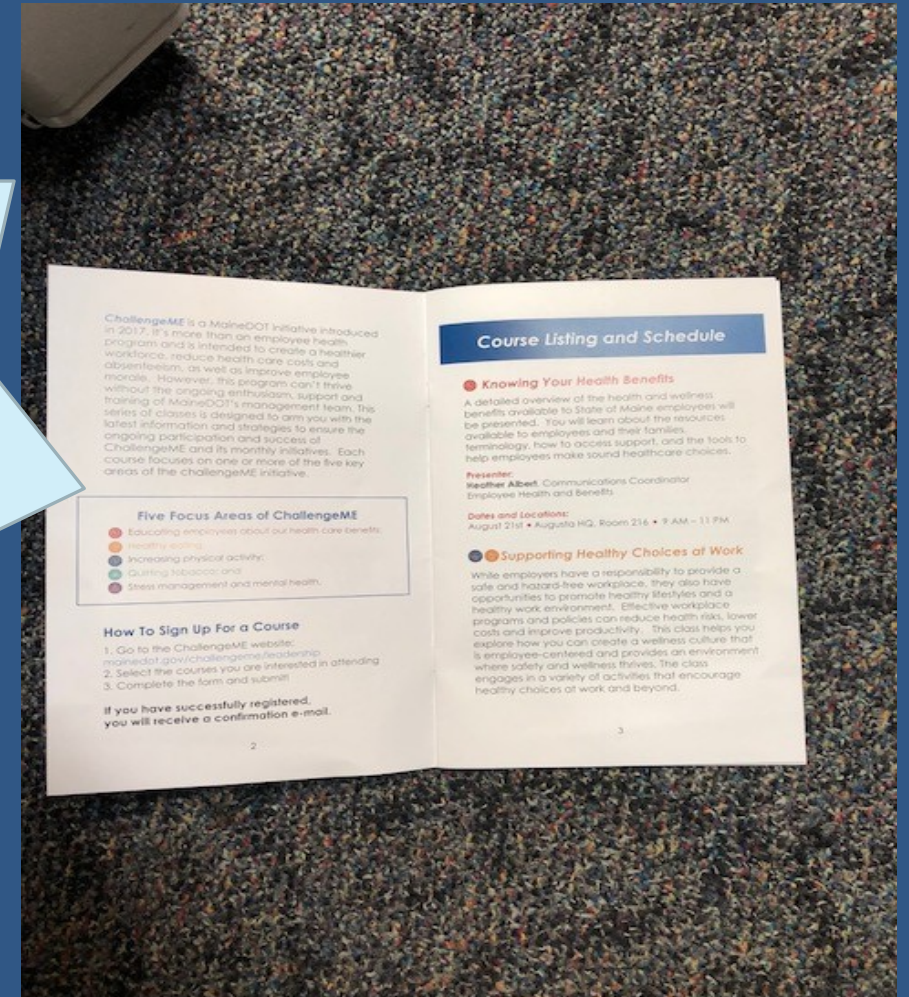 ChallengeME is a MaineDOT initiative introduced
in 2017. It's more than an employee health
program and is intended to create a healthier
workforce, reduce health care costs and
absenteeism, as well as improve employee
morale. However, this program can't thrive
without the ongoing enthusiasm, support and
training of MaineDOT's management team. This
series of classes is designed to arm you with the
latest information and strategies to ensure the
ongoing participation and success of
ChallengeME and its monthly initiatives. Each
course focuses on one or more of the five key
areas of the challengeME initiative.
Five Focus Areas of ChallengeME
Educating employees about our health care benefits;
Healthy eating;
Increasing physical activity;
Quitting tobacco; and
Stress management and mental health.
How To Sign Up For a Course
1. Go to the ChallengeME website:
mainedot.gov/challengeme/leadership
2. Select the courses you are interested in attending
3. Complete the form and submit!
If you have successfully registered,
you will receive a confirmation e-mail.
2
Course Listing and Schedule
Knowing Your Health Benefits
A detailed overview of the health and wellness
benefits available to State of Maine employees will
be presented. You will learn about the resources
available to employees and their families,
terminology, how to access support, and the tools to
help employees make sound healthcare choices.
Presenter:
Heather Albert, Communications Coordinator
Employee Health and Benefits
Dates and Locations:
August 21st • Augusta HQ, Room 216 • 9 AM – 11 PM
Supporting Healthy Choices at Work
While employers have a responsibility to provide a
safe and hazard-free workplace, they also have
opportunities to promote healthy lifestyles and a
healthy work environment. Effective workplace
programs and policies can reduce health risks, lower
costs and improve productivity. This class helps you
explore how you can create a wellness culture that
is employee-centered and provides an environment
where safety and wellness thrives. The class
engages in a variety of activities that encourage
healthy choices at work and beyond.
3